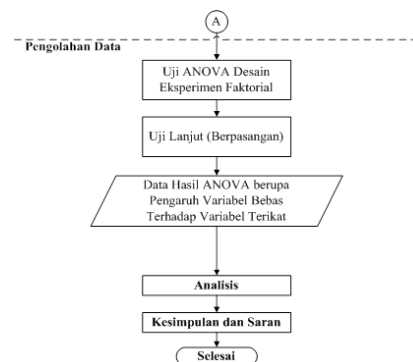 A
Pengolahan Data
Uji ANOVA Desain
Eksperimen Faktorial
Uji Lanjut (Berpasangan)
Data Hasil ANOVA berupa
Pengaruh Variabel Bebas
Terhadap Variabel Terikat
Analisis
Kesimpulan dan Saran
Selesai